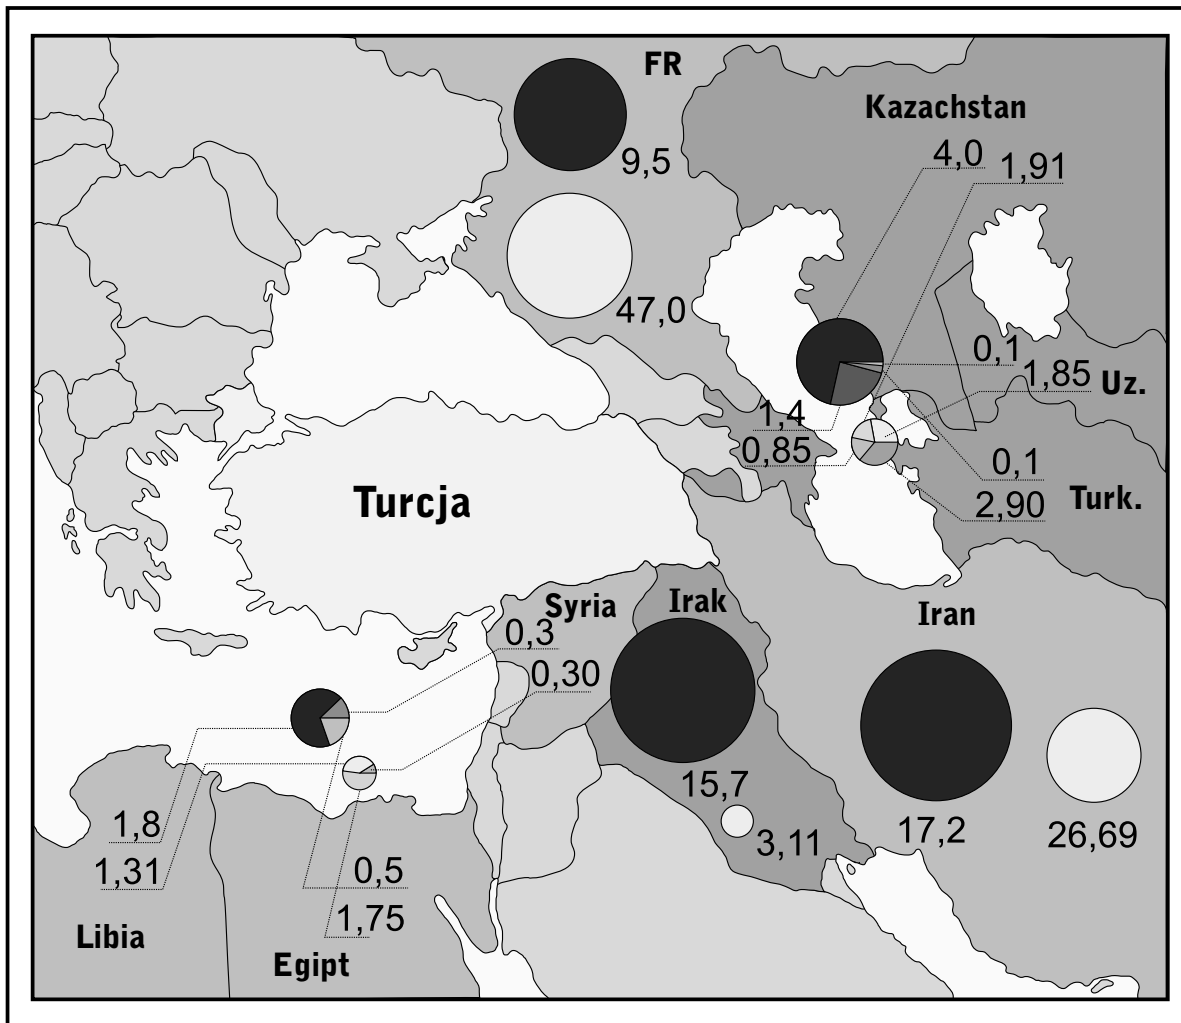 FR
9,5
Kazachstan
4,0
1,91
47,0
0,1
1,85
Uz.
1,4
0,85
0,1
Turcja
2,90
Turk.
Syria
Irak
Iran
0,3
0,30
15,7
1,8
17,2
26,69
3,11
1,31
0,5
1,75
Libia
Egipt